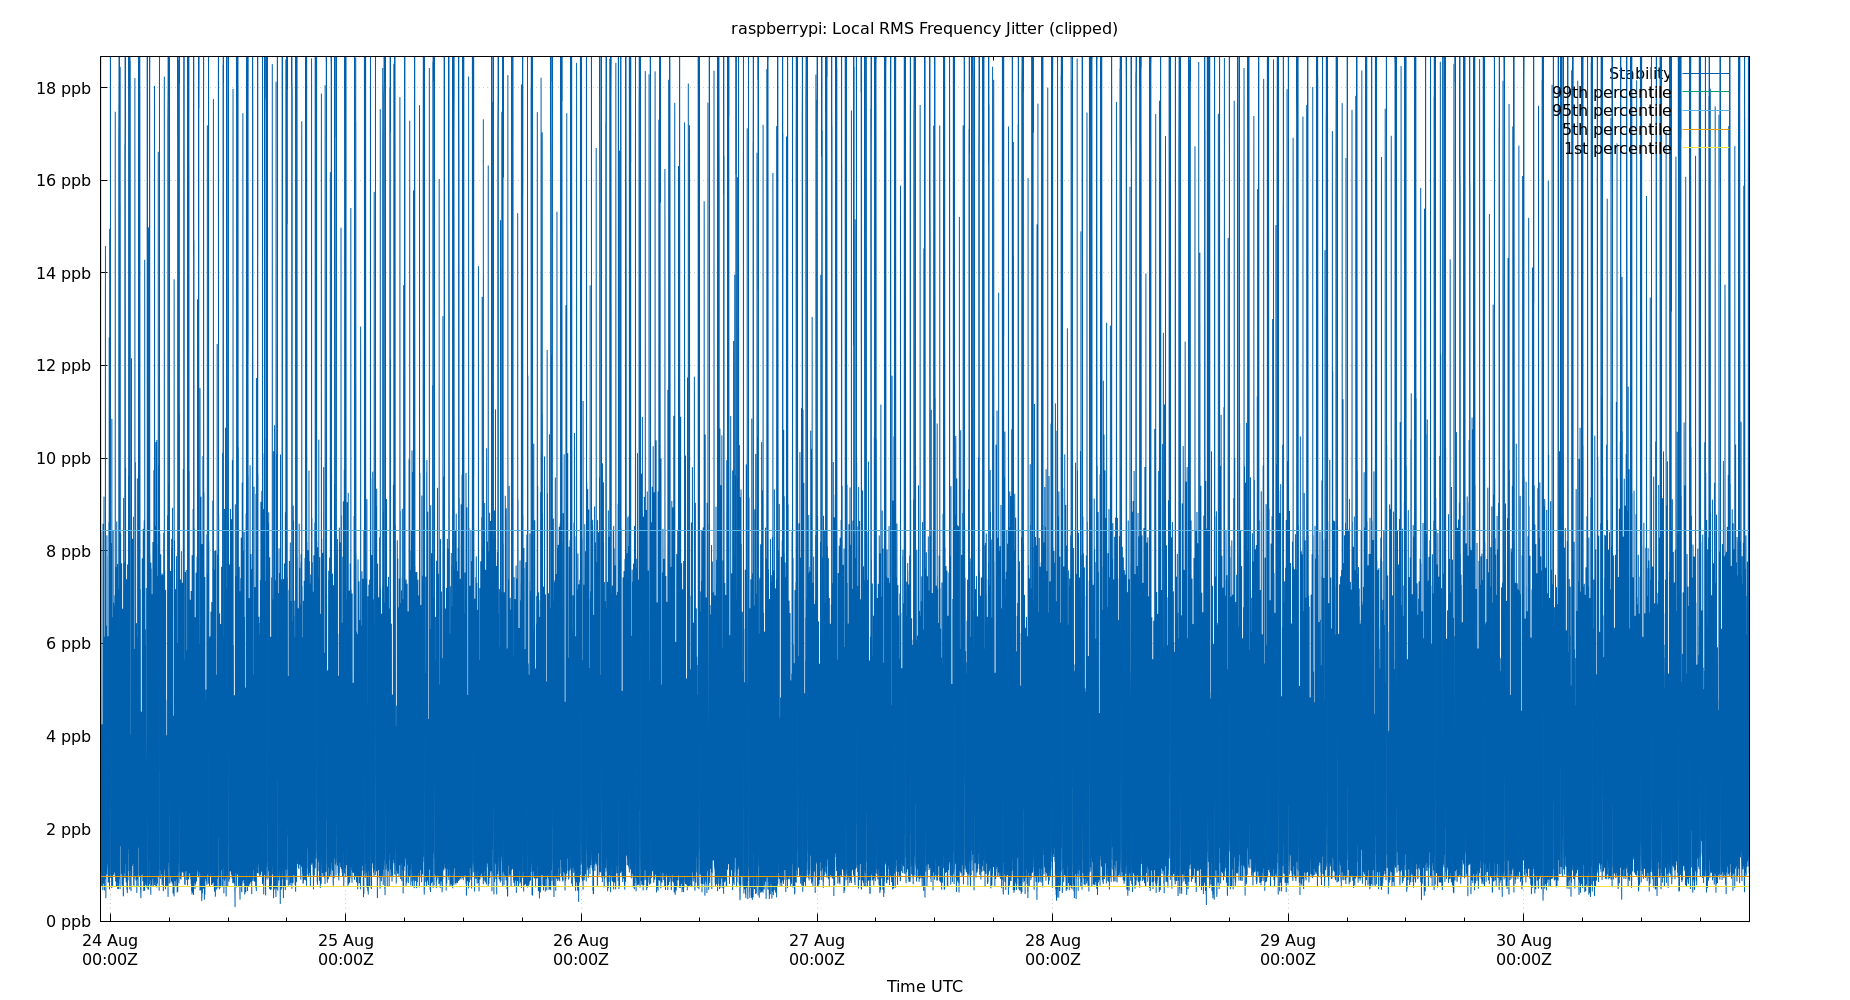 raspberrypi: Local RMS Frequency Jitter (clipped)
18 ppb
16 ppb
14 ppb
12 ppb
10 ppb
8 ppb
6 ppb
4 ppb
2 ppb
0 ppb
Stability
99th percentile
95th percentile
5th percentile
1st percentile
24 Aug 25 Aug 26 Aug 27 Aug 28 Aug 29 Aug 30 Aug
00:00Z 00:00Z 00:00Z 00:00Z 00:00Z 00:00Z 00:00Z
Time UTC